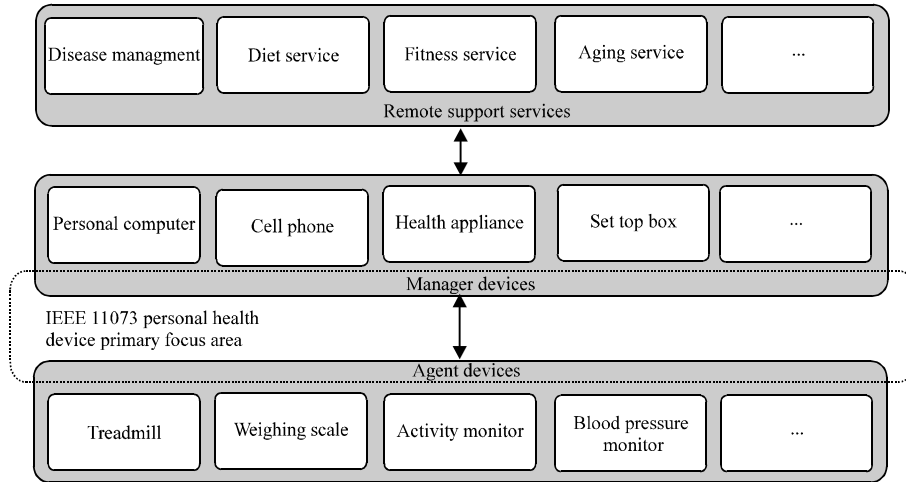 Disease managment
Diet service
Fitness service
Aging service
...
Remote support services
Personal computer
Cell phone
Health appliance
Set top box
...
Manager devices
IEEE 11073 personal health
device primary focus area
Agent devices
Treadmill
Weighing scale
Activity monitor
Blood pressure
monitor
...